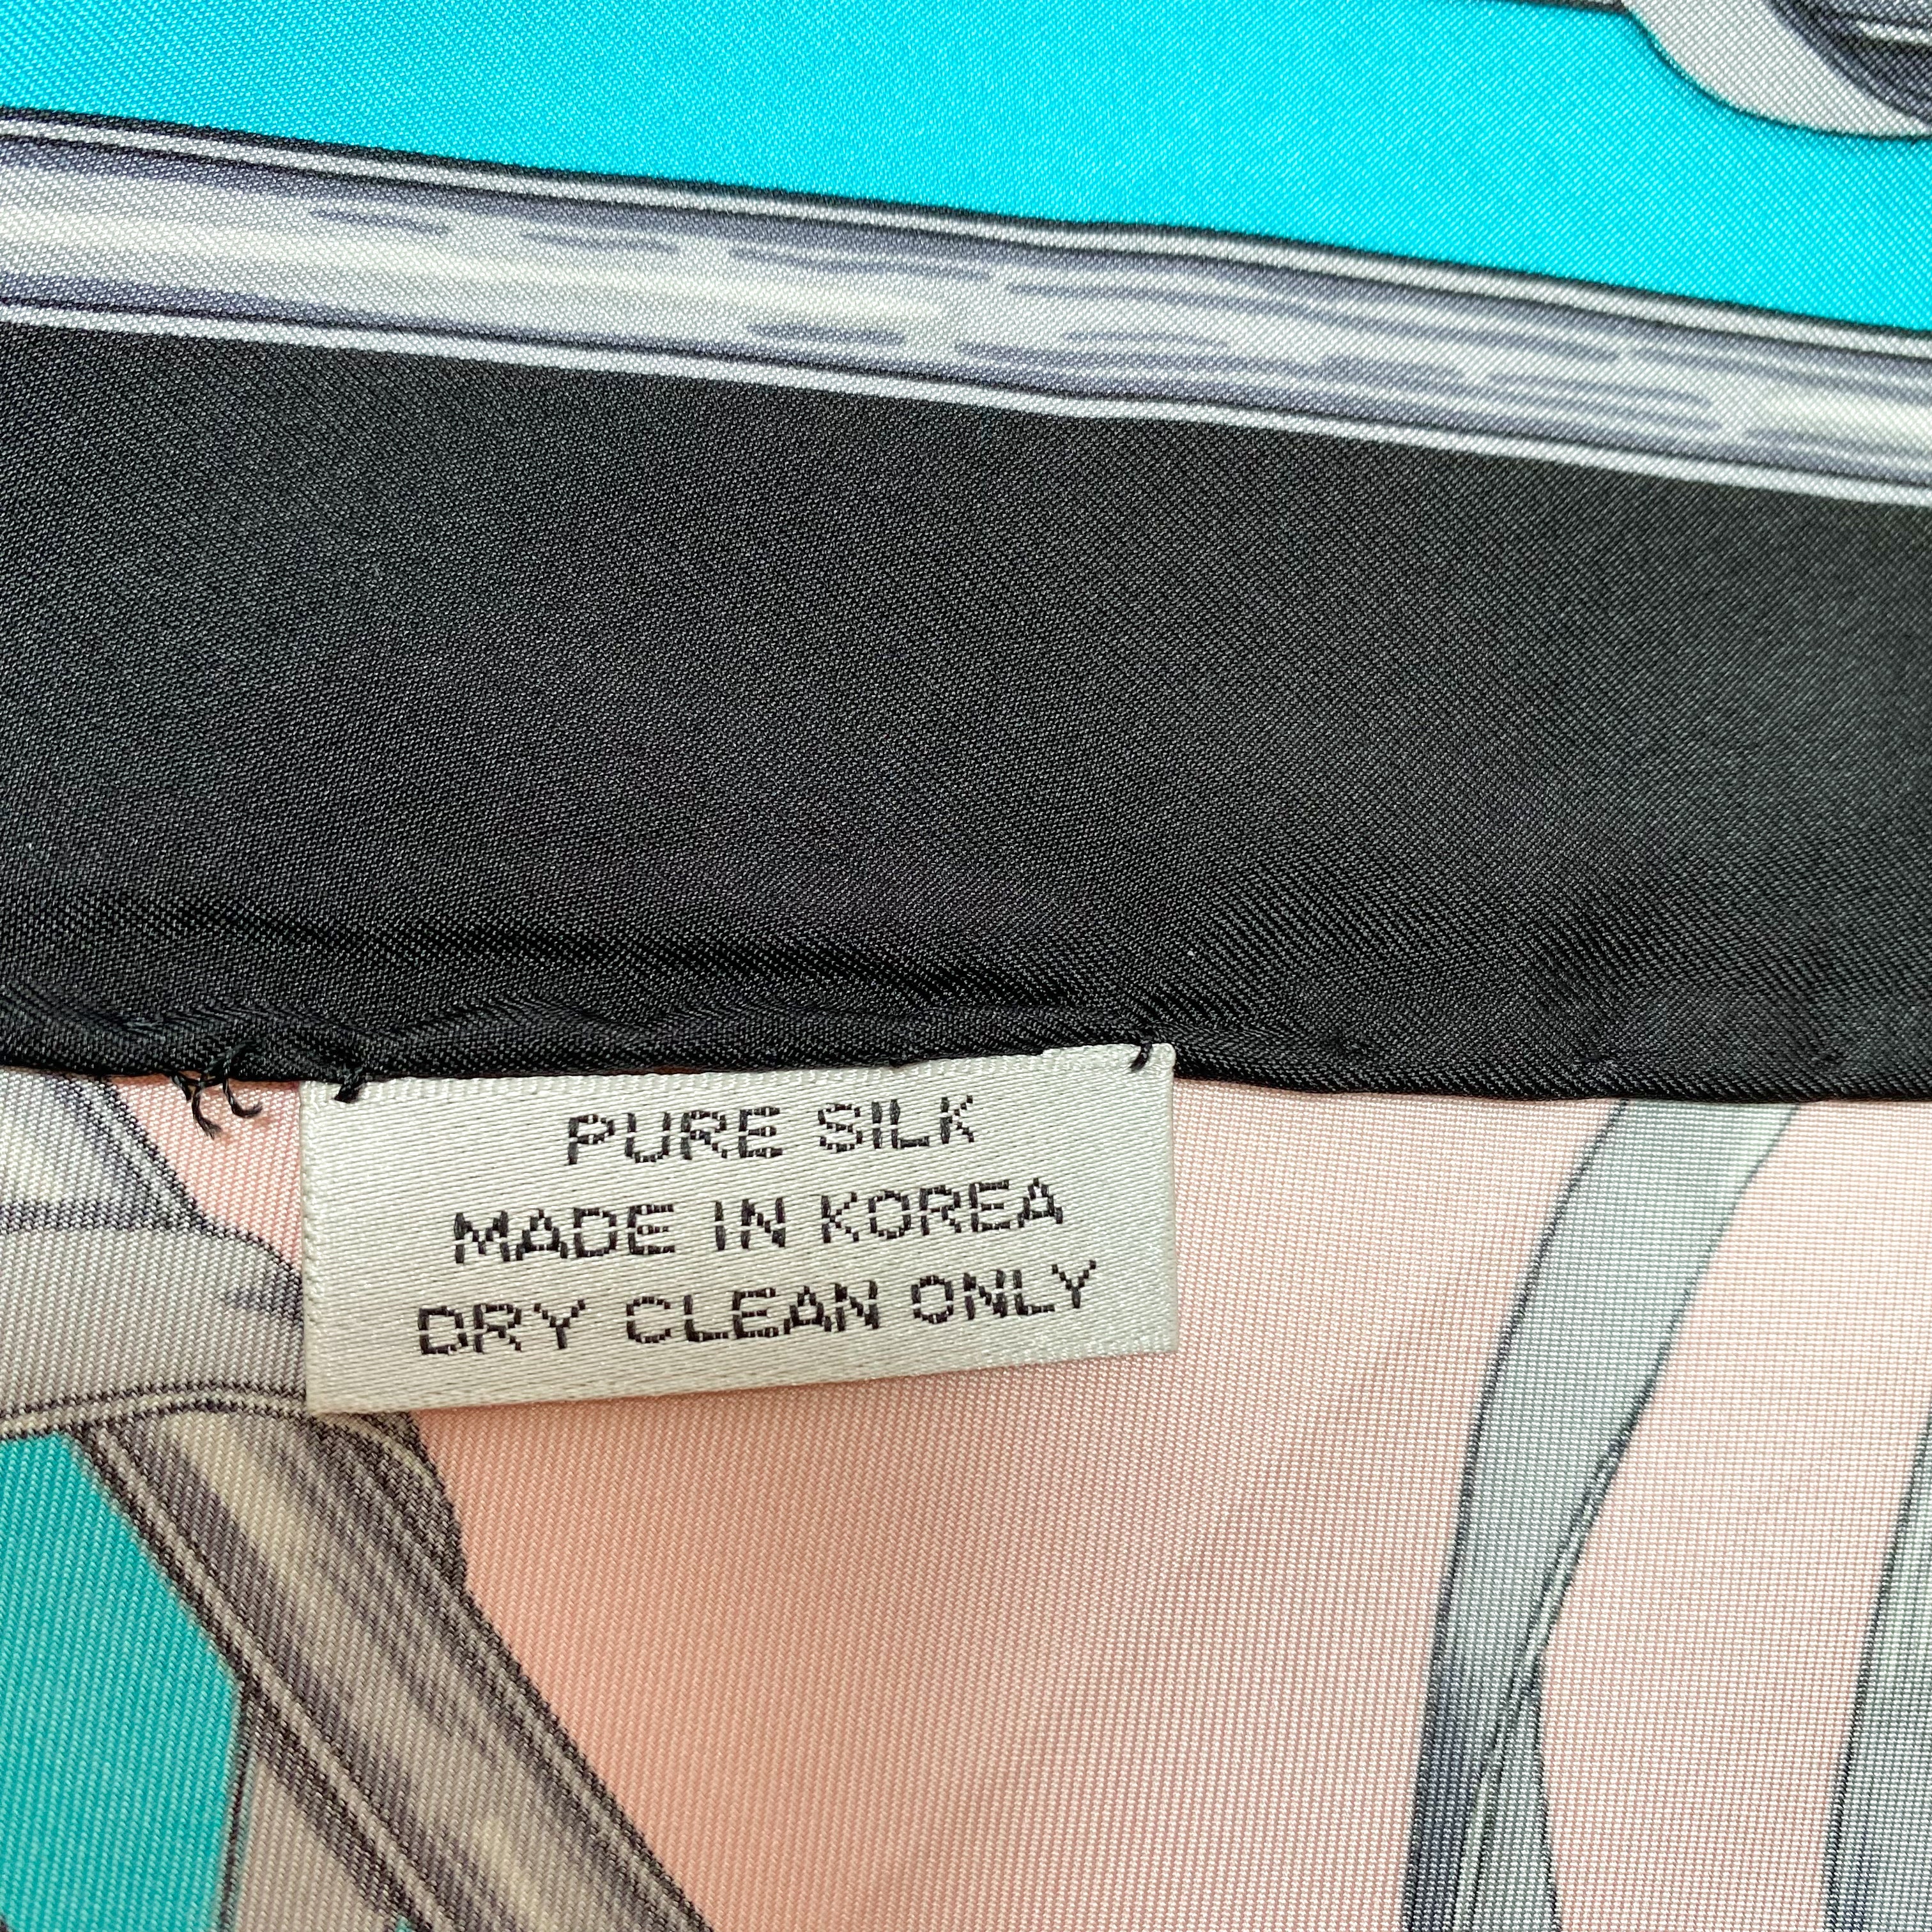 PURE SILK
MADE IN KOREA
DRY CLEAN ONLY